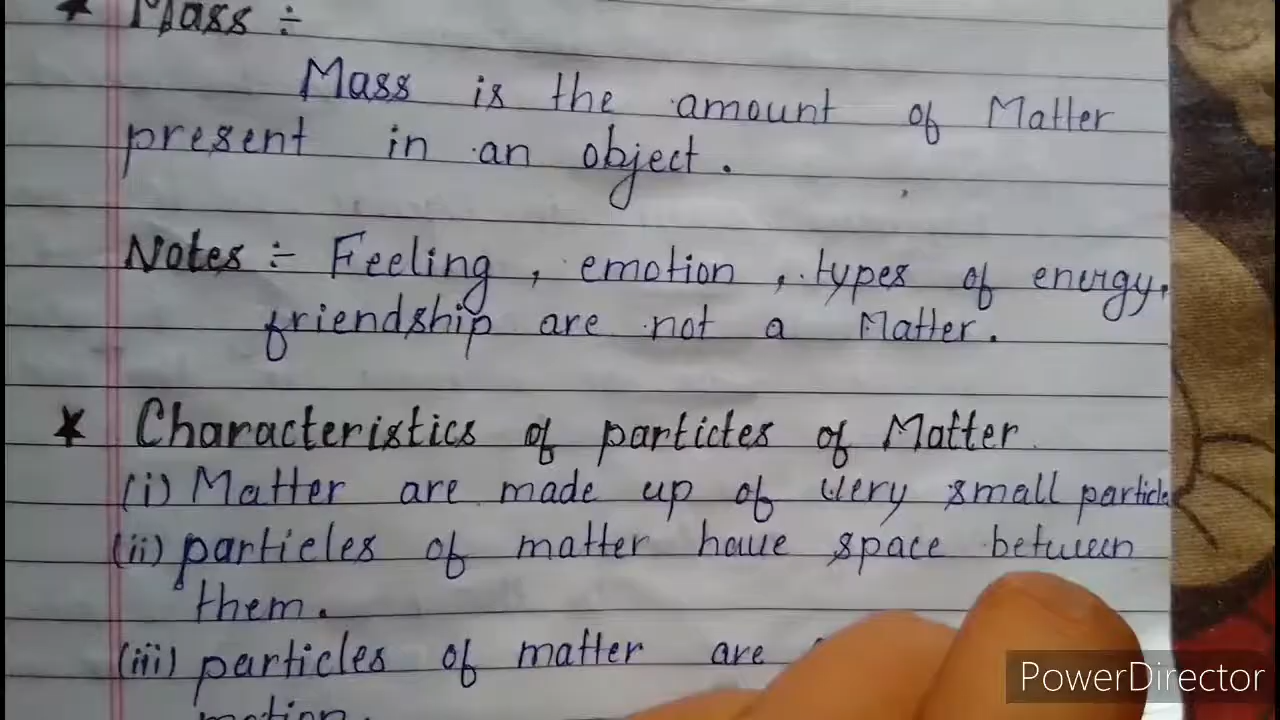 ★ Mass ÷
Mass is the amount of Matter
present in an object.
Notes :- Feeling, emotion, types of energy,
friendship are not a Matter.
★ Characteristics of particles of Matter
(i) Matter are made up of very small particle
(ii) particles of matter have space between
them.
(iii) particles of matter are
motion.
PowerDirector